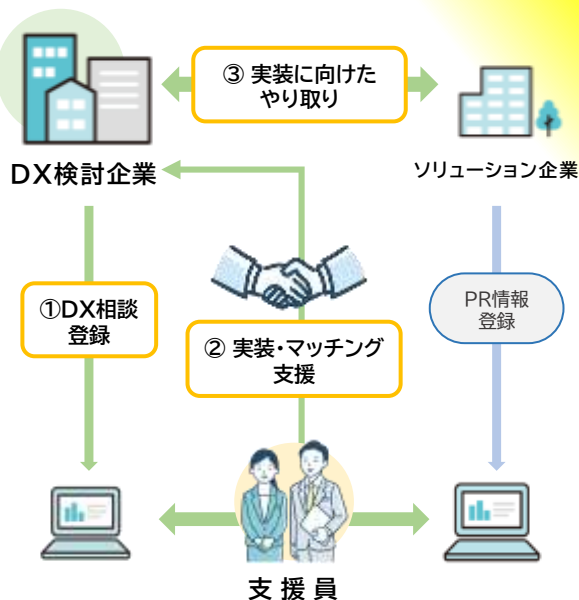 ③ 実装に向けた
やり取り
DX検討企業
ソリューション企業
①DX相談
登録
② 実装・マッチング
支援
PR情報
登録
支援員